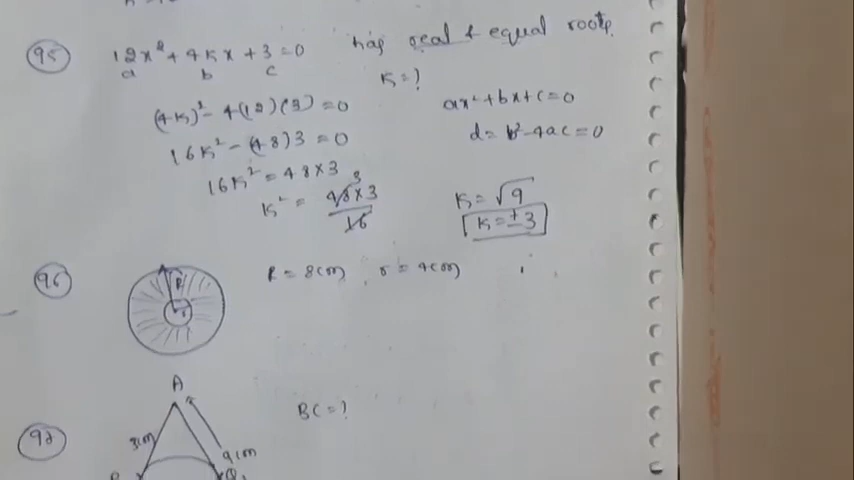 95 12x² + 4kx + 3 = 0 has real & equal roots.
a b c
k = ?
(4k)² - 4(12)(3) = 0 ax² + bx + c = 0
16k² - (48)3 = 0 d = b² - 4ac = 0
16k² = 48 × 3
3
k² = 48 × 3 / 16 k = √9
k = ± 3
96 R = 8cm, r = 4cm
R
r
97 A BC = ?
3cm 9cm